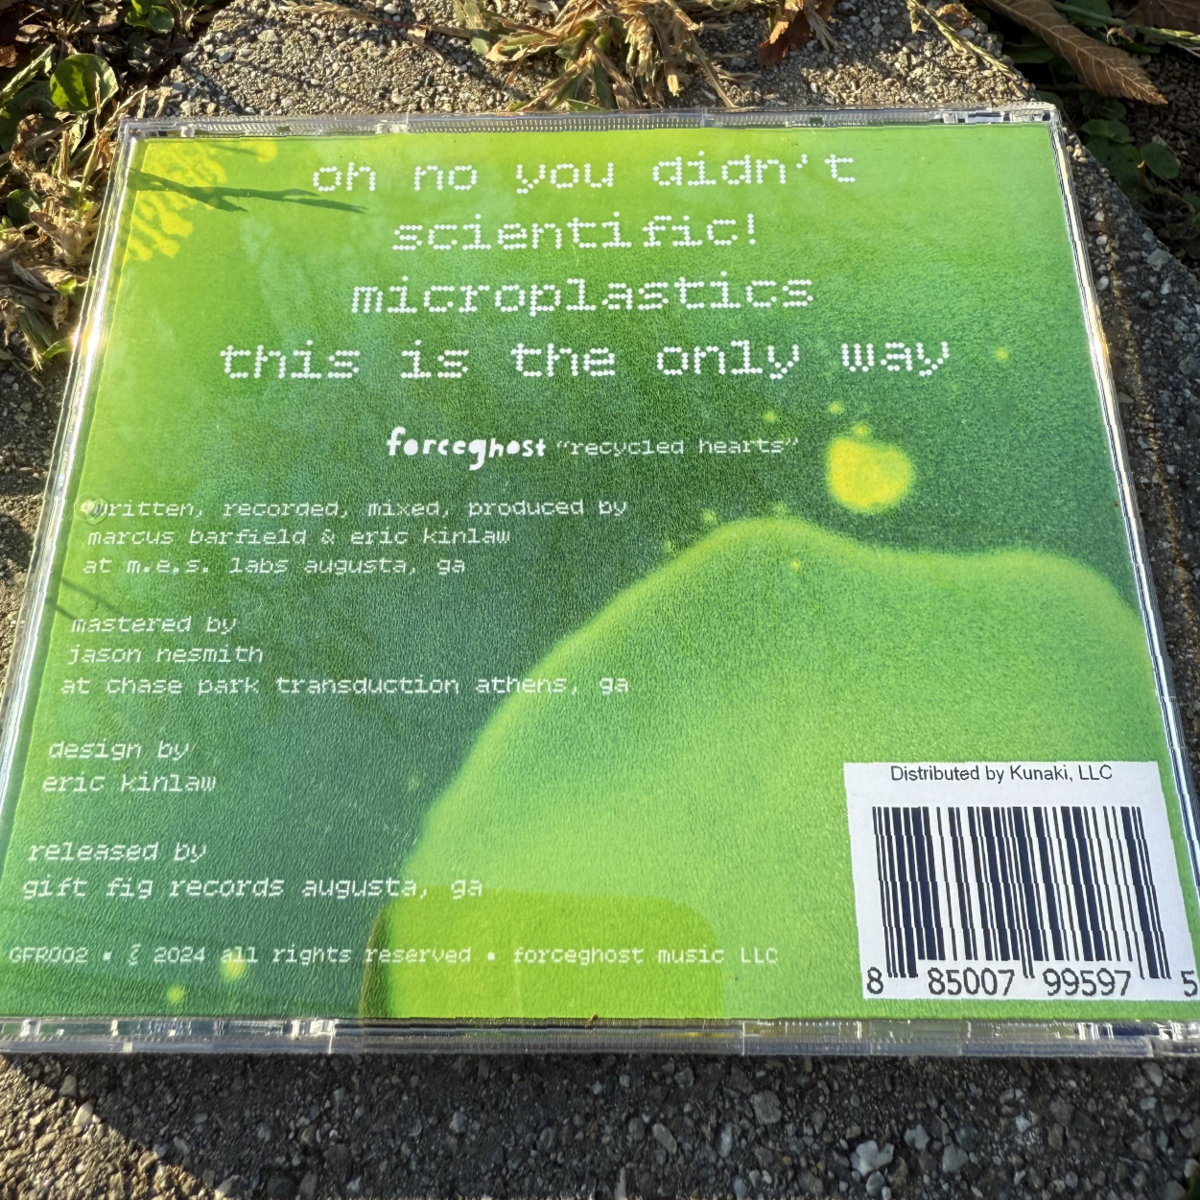 oh no you didn't
scientific!
microplastics
this is the only way
forceghost "recycled hearts"
written, recorded, mixed, produced by
marcus barfield & eric kinlaw
at m.e.s. labs augusta, ga
mastered by
jason nesmith
at chase park transduction athens, ga
design by
eric kinlaw
released by
gift fig records augusta, ga
GFR002 • 2024 all rights reserved • forceghost music LLC
Distributed by Kunaki, LLC
8 85007 99597 5